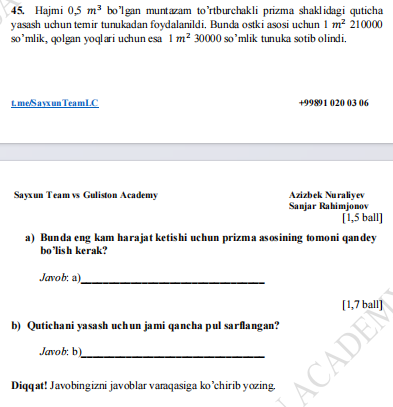 45. Hajmi 0,5 m³ bo'lgan muntazam to'rtburchakli prizma shaklidagi quticha
yasash uchun temir tunukadan foydalanildi. Bunda ostki asosi uchun 1 m² 210000
so'mlik, qolgan yoqlari uchun esa 1 m² 30000 so'mlik tunuka sotib olindi.
t.me/SayxunTeamLC +99891 020 03 06
Sayxun Team vs Guliston Academy Azizbek Nuraliyev
Sanjar Rahimjonov
[1,5 ball]
a) Bunda eng kam harajat ketishi uchun prizma asosining tomoni qandey
bo'lish kerak?
Javob: a)
[1,7 ball]
b) Qutichani yasash uchun jami qancha pul sarflangan?
Javob: b)
Diqqat! Javobingizni javoblar varaqasiga ko'chirib yozing.
ACADEM